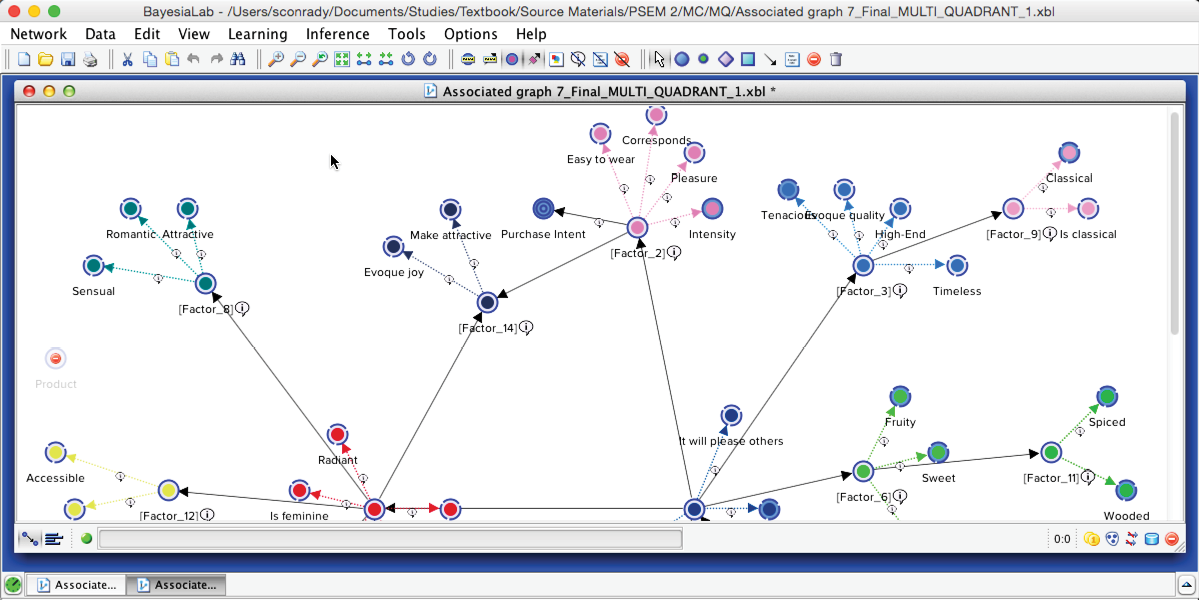 BayesiaLab - /Users/sconrady/Documents/Studies/Textbook/Source Materials/PSEM 2/MC/MQ/Associated graph 7_Final_MULTI_QUADRANT_1.xbl
Network Data Edit View Learning Inference Tools Options Help
Associated graph 7_Final_MULTI_QUADRANT_1.xbl *
Corresponds
Easy to wear
Pleasure
Classical
Tenacious
Evoque quality
Romantic
Attractive
Make attractive
Purchase Intent
Intensity
High-End
[Factor_9]
Is classical
[Factor_2]
Evoque joy
Sensual
[Factor_3]
Timeless
[Factor_8]
[Factor_14]
Product
Fruity
Spiced
It will please others
Radiant
Accessible
Sweet
[Factor_11]
[Factor_6]
[Factor_12]
Is feminine
Wooded
0:0
Associate...
Associate...